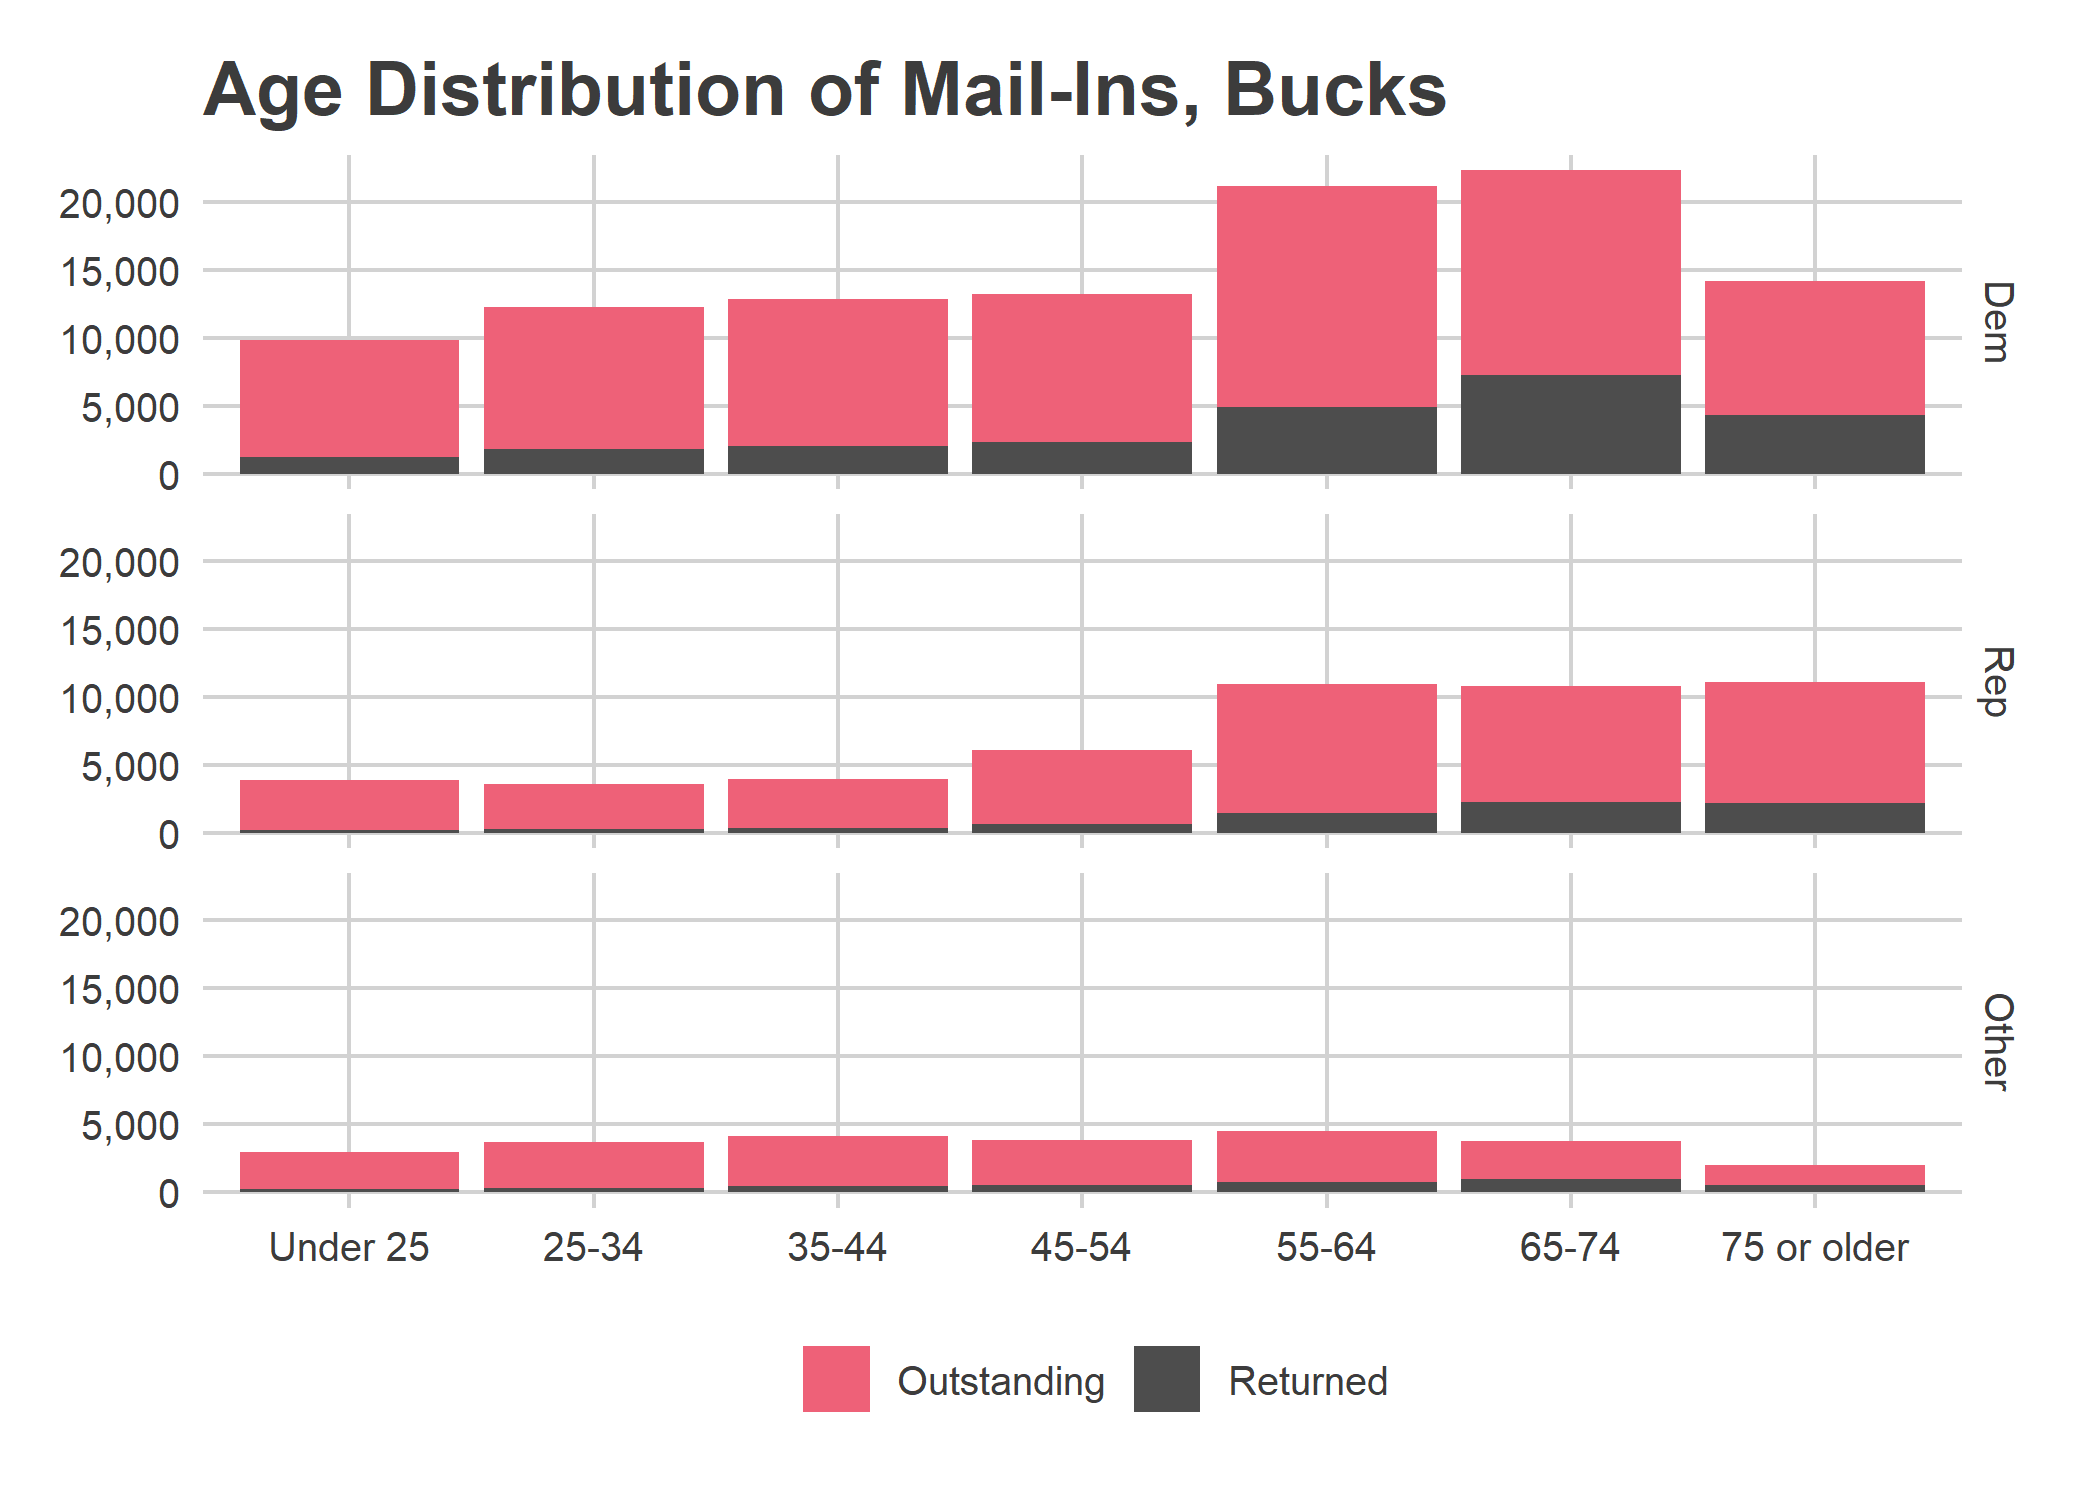 Age Distribution of Mail-Ins, Bucks
20,000
15,000
10,000
5,000
0
Dem
20,000
15,000
10,000
5,000
0
Rep
20,000
15,000
10,000
5,000
0
Other
Under 25 25-34 35-44 45-54 55-64 65-74 75 or older
Outstanding Returned